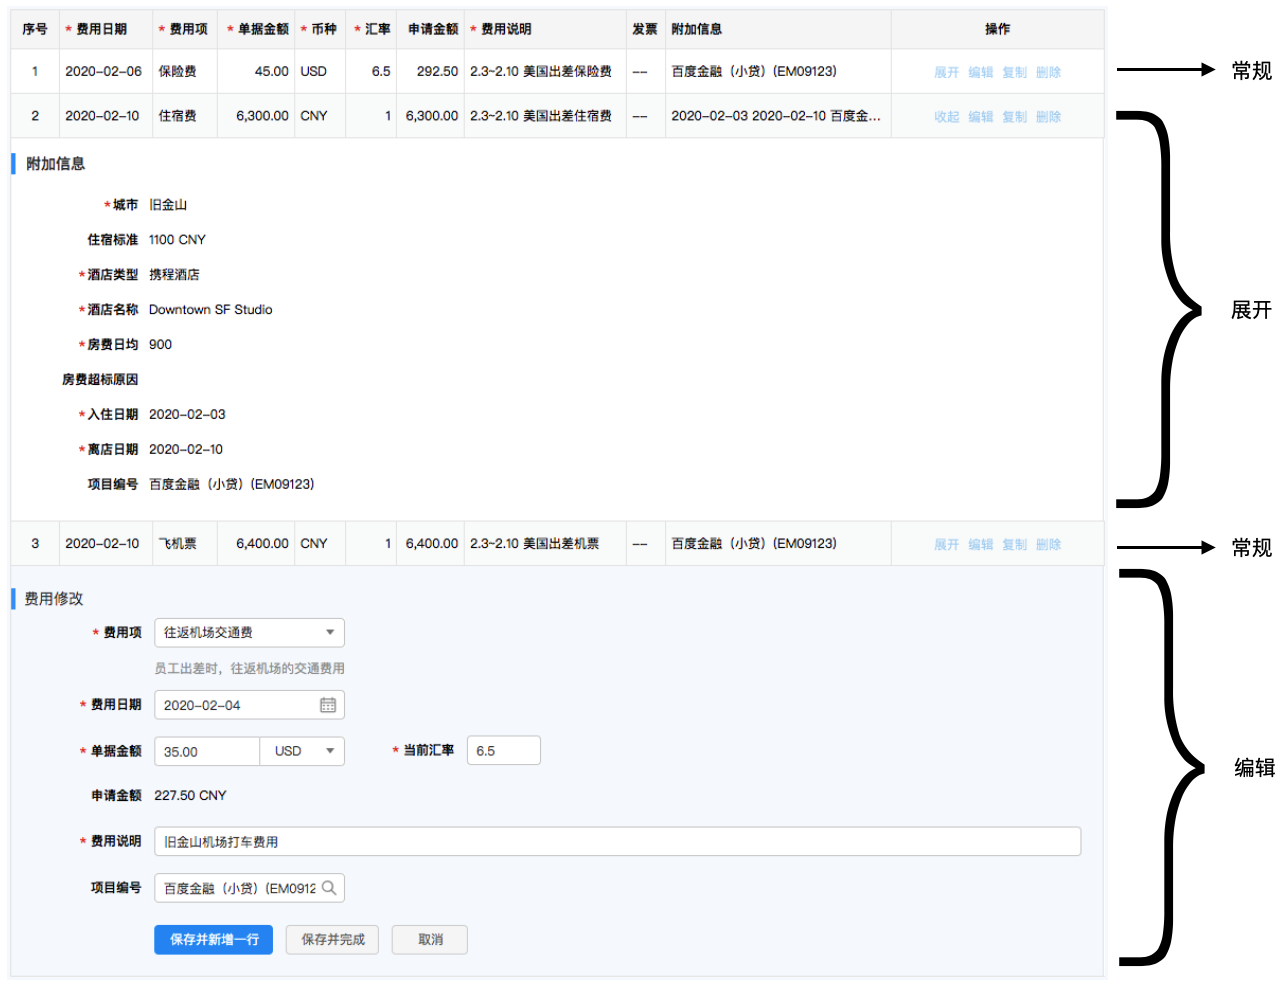 序号 * 费用日期 * 费用项 * 单据金额 * 币种 * 汇率 申请金额 * 费用说明 发票 附加信息 操作
1 2020-02-06 保险费 45.00 USD 6.5 292.50 2.3~2.10 美国出差保险费 -- 百度金融（小贷）(EM09123) 展开 编辑 复制 删除 常规
2 2020-02-10 住宿费 6,300.00 CNY 1 6,300.00 2.3~2.10 美国出差住宿费 -- 2020-02-03 2020-02-10 百度金... 收起 编辑 复制 删除
附加信息
* 城市 旧金山
住宿标准 1100 CNY
* 酒店类型 携程酒店
* 酒店名称 Downtown SF Studio
展开
* 房费日均 900
房费超标原因
* 入住日期 2020-02-03
* 离店日期 2020-02-10
项目编号 百度金融（小贷）(EM09123)
3 2020-02-10 飞机票 6,400.00 CNY 1 6,400.00 2.3~2.10 美国出差机票 -- 百度金融（小贷）(EM09123) 展开 编辑 复制 删除 常规
费用修改
* 费用项 往返机场交通费
员工出差时，往返机场的交通费用
* 费用日期 2020-02-04
* 单据金额 35.00 USD * 当前汇率 6.5
编辑
申请金额 227.50 CNY
* 费用说明 旧金山机场打车费用
项目编号 百度金融（小贷）(EM0912
保存并新增一行 保存并完成 取消